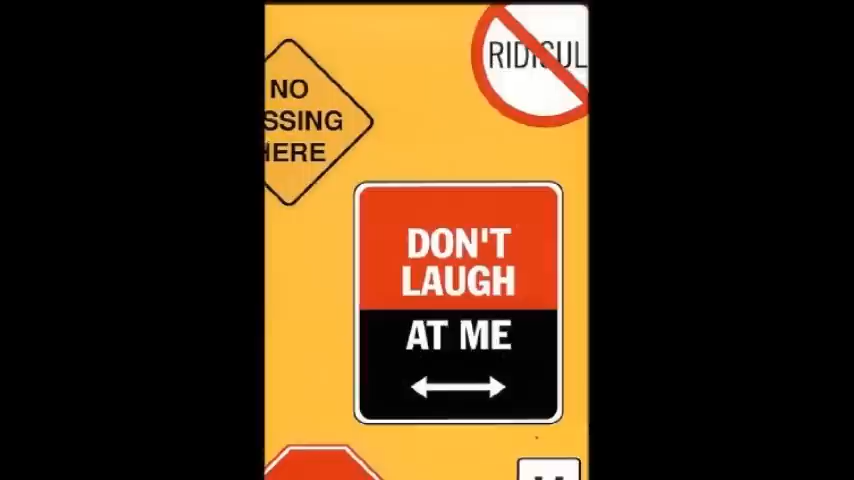 RIDICUL
NO
SSING
HERE
DON'T
LAUGH
AT ME